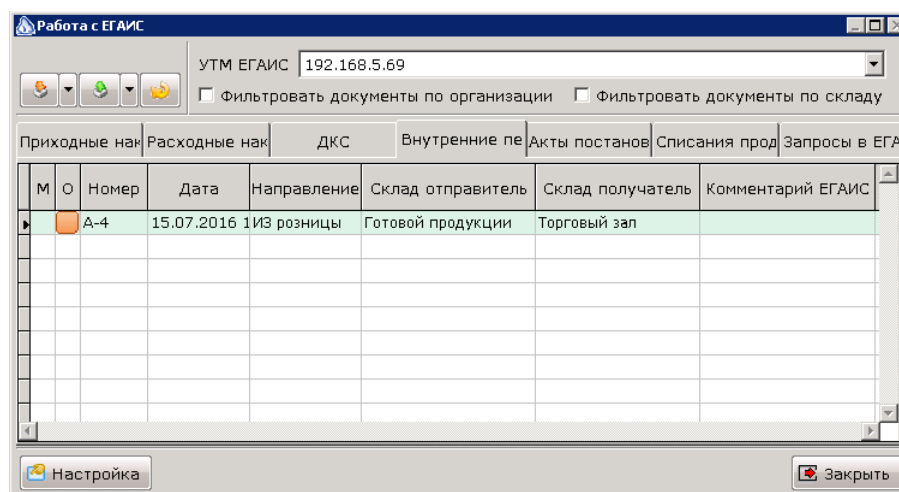 Работа с ЕГАИС
УТМ ЕГАИС 192.168.5.69
Фильтровать документы по организации Фильтровать документы по складу
Приходные нак Расходные нак ДКС Внутренние пе Акты постанов Списания прод Запросы в ЕГА
М О Номер Дата Направление Склад отправитель Склад получатель Комментарий ЕГАИС
А-4 15.07.2016 1 ИЗ розницы Готовой продукции Торговый зал
Настройка Закрыть